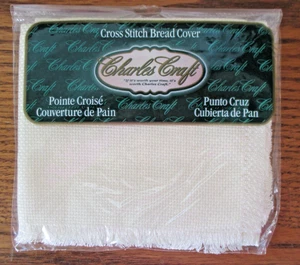 Cross Stitch Bread Cover
Charles Craft
"If it's worth your time, it's
worth Charles Craft."
Pointe Croisé
Couverture de Pain
Punto Cruz
Cubierta de Pan